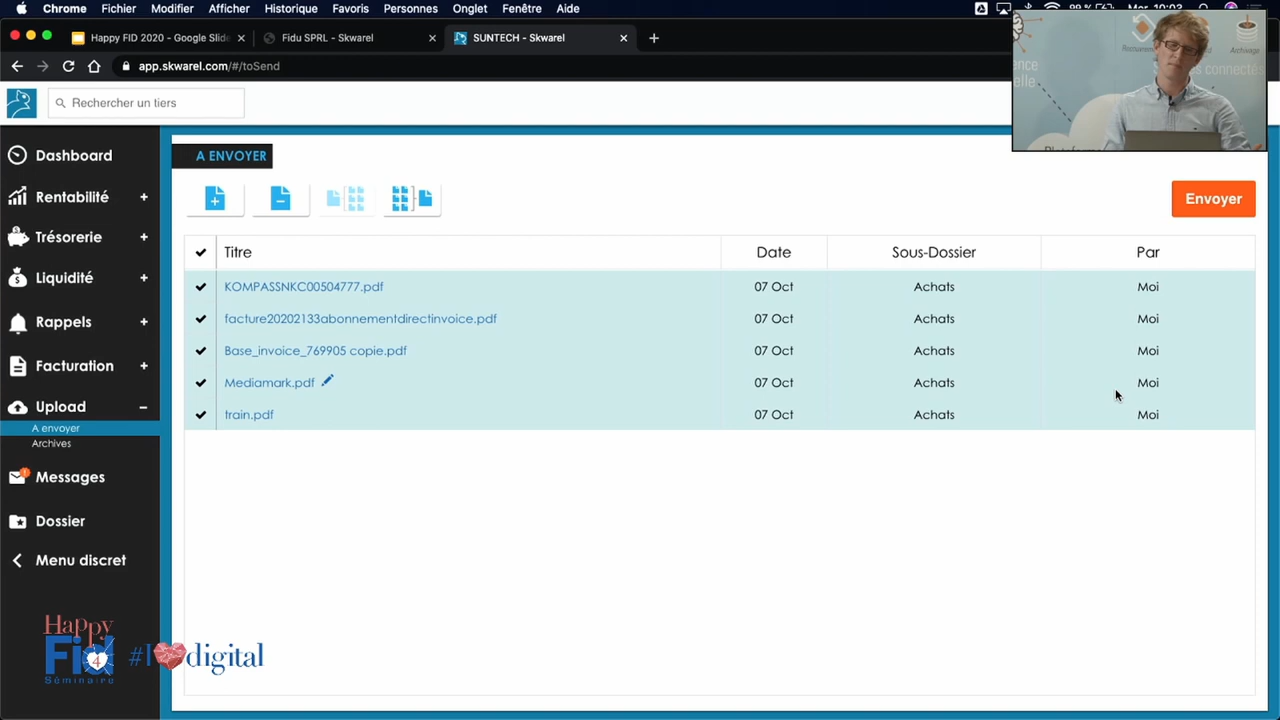 Chrome Fichier Modifier Afficher Historique Favoris Personnes Onglet Fenêtre Aide
Happy FID 2020 - Google Slide
Fidu SPRL - Skwarel
SUNTECH - Skwarel
app.skwarel.com/#/toSend
Rechercher un tiers
Dashboard
Rentabilité +
Trésorerie +
Liquidité +
Rappels +
Facturation +
Upload –
A envoyer
Archives
Messages
Dossier
Menu discret
A ENVOYER
Envoyer
Titre Date Sous-Dossier Par
KOMPASSNKC00504777.pdf 07 Oct Achats Moi
facture20202133abonnementdirectinvoice.pdf 07 Oct Achats Moi
Base_invoice_769905 copie.pdf 07 Oct Achats Moi
Mediamark.pdf 07 Oct Achats Moi
train.pdf 07 Oct Achats Moi
Archivage
Happy
Fid 4
Séminaire
#I digital